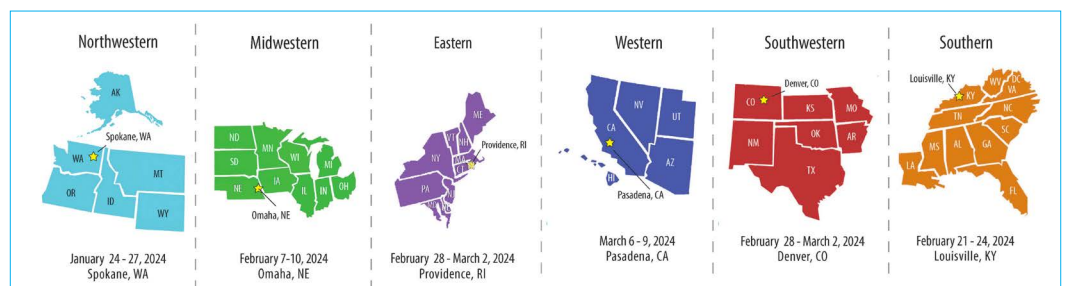 Northwestern
AK
Spokane, WA
WA
MT
OR
ID
WY
January 24 - 27, 2024
Spokane, WA
Midwestern
ND
MN
SD
WI
MI
NE
IA
IL
IN
OH
Omaha, NE
February 7-10, 2024
Omaha, NE
Eastern
ME
VT
NH
Providence, RI
NY
MA
CT
PA
NJ
February 28 - March 2, 2024
Providence, RI
Western
NV
UT
CA
AZ
HI
Pasadena, CA
March 6 - 9, 2024
Pasadena, CA
Southwestern
Denver, CO
CO
KS
MO
OK
AR
NM
TX
February 28 - March 2, 2024
Denver, CO
Southern
Louisville, KY
WV
DC
KY
VA
NC
TN
SC
MS
AL
GA
LA
FL
February 21 - 24, 2024
Louisville, KY